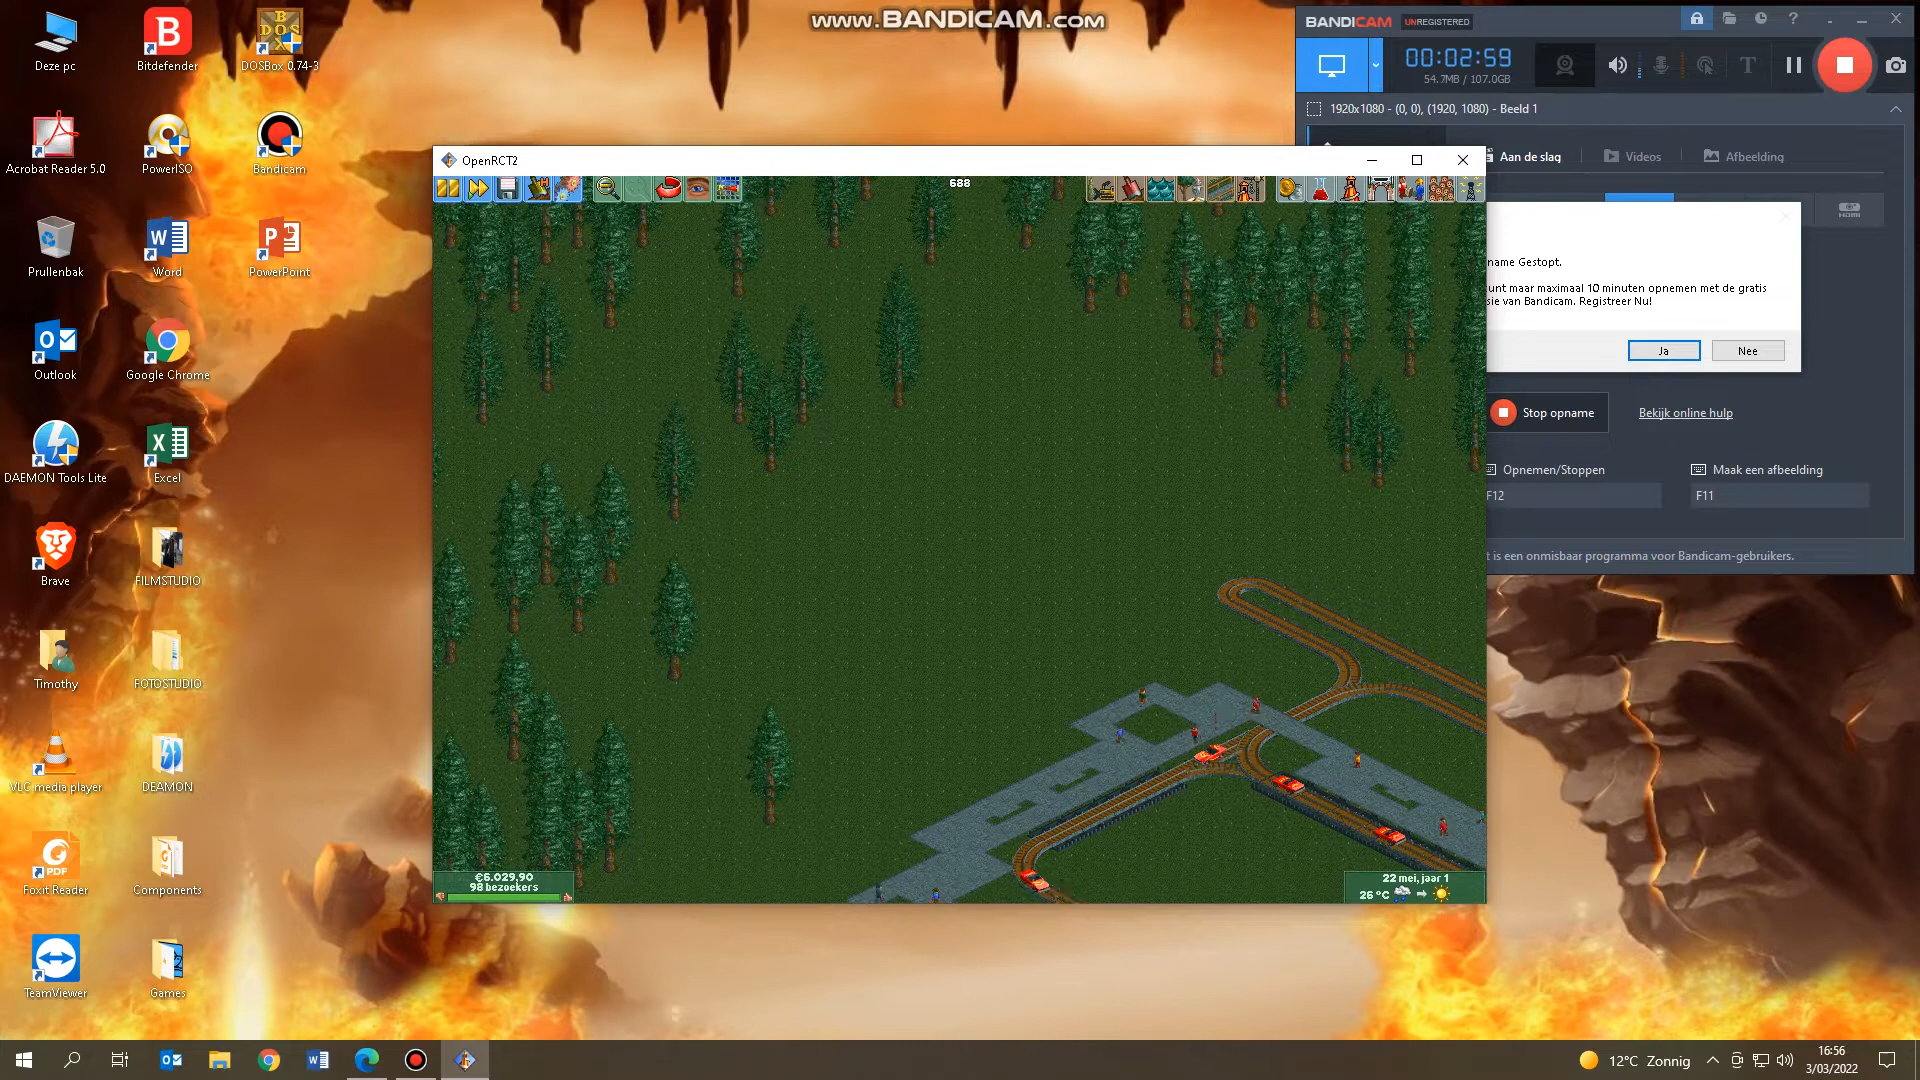 www.BANDICAM.com
Deze pc
Bitdefender
DOSBox 0.74-3
Acrobat Reader 5.0
PowerISO
Bandicam
Prullenbak
Word
PowerPoint
Outlook
Google Chrome
DAEMON Tools Lite
Excel
Brave
FILMSTUDIO
Timothy
FOTOSTUDIO
VLC media player
DEAMON
Foxit Reader
Components
TeamViewer
Games
OpenRCT2
688
€6.029,90
98 bezoekers
22 mei, jaar 1
26 °C
BANDICAM UNREGISTERED
00:02:59
54.7MB / 107.0GB
1920x1080 - (0, 0), (1920, 1080) - Beeld 1
Aan de slag
Videos
Afbeelding
HDMI
name Gestopt.
unt maar maximaal 10 minuten opnemen met de gratis
sie van Bandicam. Registreer Nu!
Ja
Nee
Stop opname
Bekijk online hulp
Opnemen/Stoppen
Maak een afbeelding
F12
F11
t is een onmisbaar programma voor Bandicam-gebruikers.
12°C Zonnig
16:56
3/03/2022